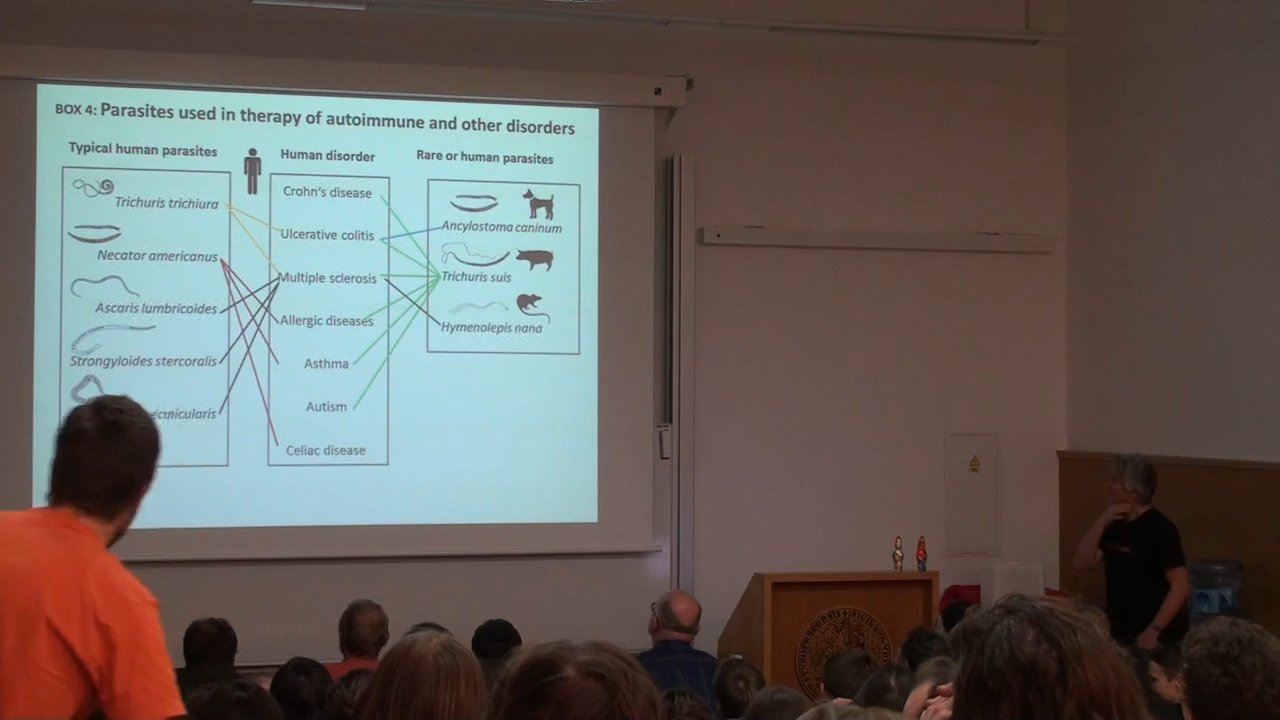 BOX 4: Parasites used in therapy of autoimmune and other disorders
Typical human parasites
Human disorder
Rare or human parasites
Trichuris trichiura
Necator americanus
Ascaris lumbricoides
Strongyloides stercoralis
Crohn's disease
Ulcerative colitis
Multiple sclerosis
Allergic diseases
Asthma
Autism
Celiac disease
Ancylostoma caninum
Trichuris suis
Hymenolepis nana